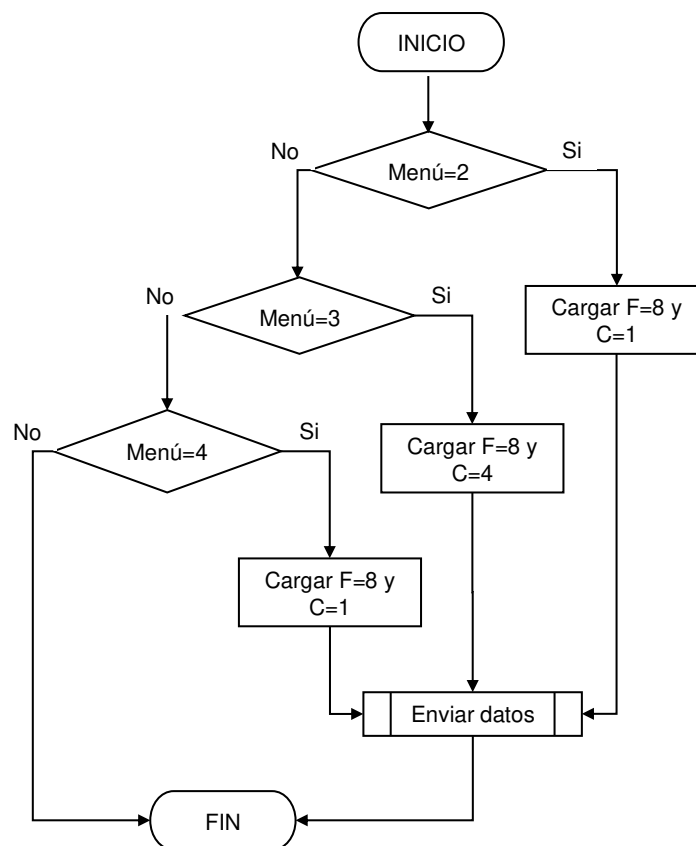 INICIO
No
Si
Menú=2
No
Si
Menú=3
Cargar F=8 y
C=1
No
Si
Menú=4
Cargar F=8 y
C=4
Cargar F=8 y
C=1
Enviar datos
FIN